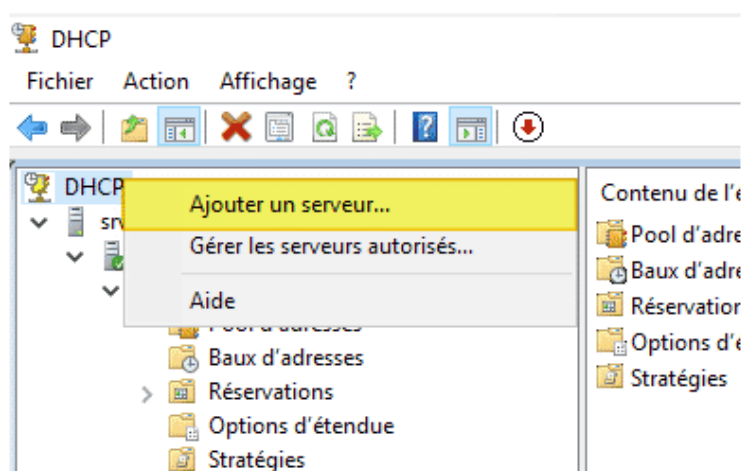 DHCP
Fichier Action Affichage ?
DHCP
Ajouter un serveur...
Gérer les serveurs autorisés...
Aide
Baux d'adresses
Réservations
Options d'étendue
Stratégies
Contenu de l'
Pool d'adre
Baux d'adre
Réservation
Options d'
Stratégies